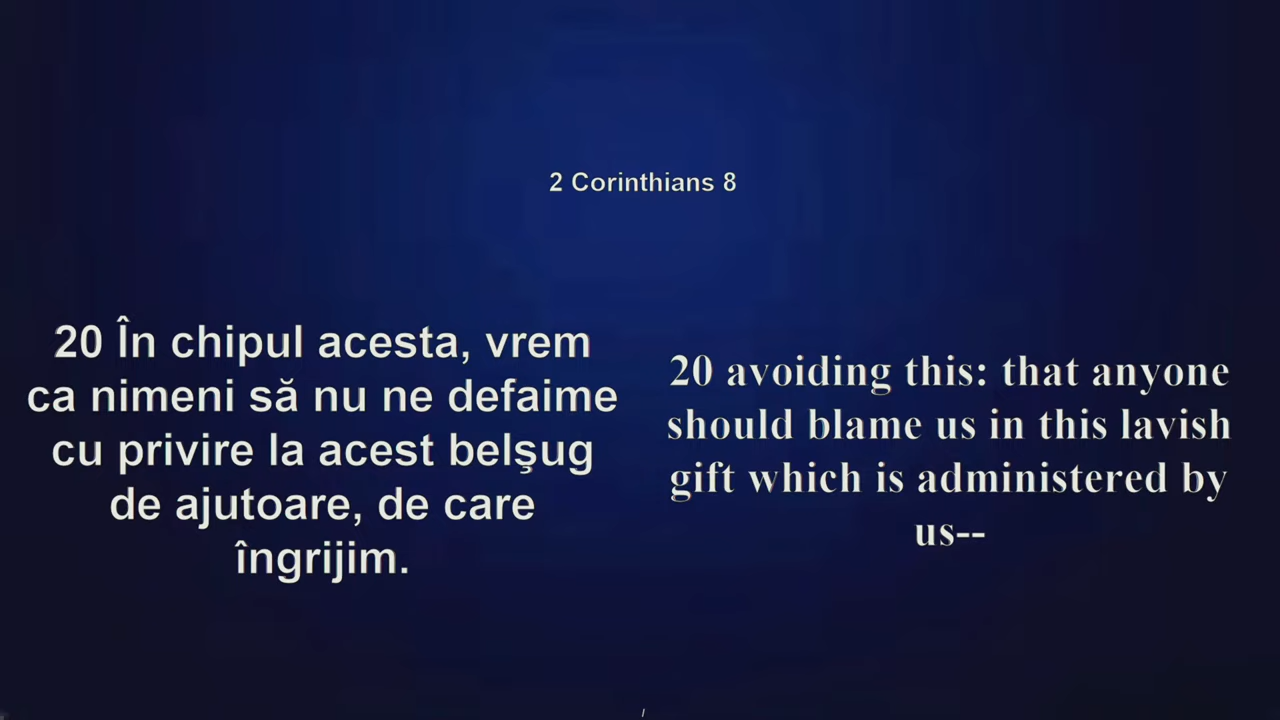 2 Corinthians 8
20 În chipul acesta, vrem
ca nimeni să nu ne defaime
cu privire la acest belşug
de ajutoare, de care
îngrijim.
20 avoiding this: that anyone
should blame us in this lavish
gift which is administered by
us--
/